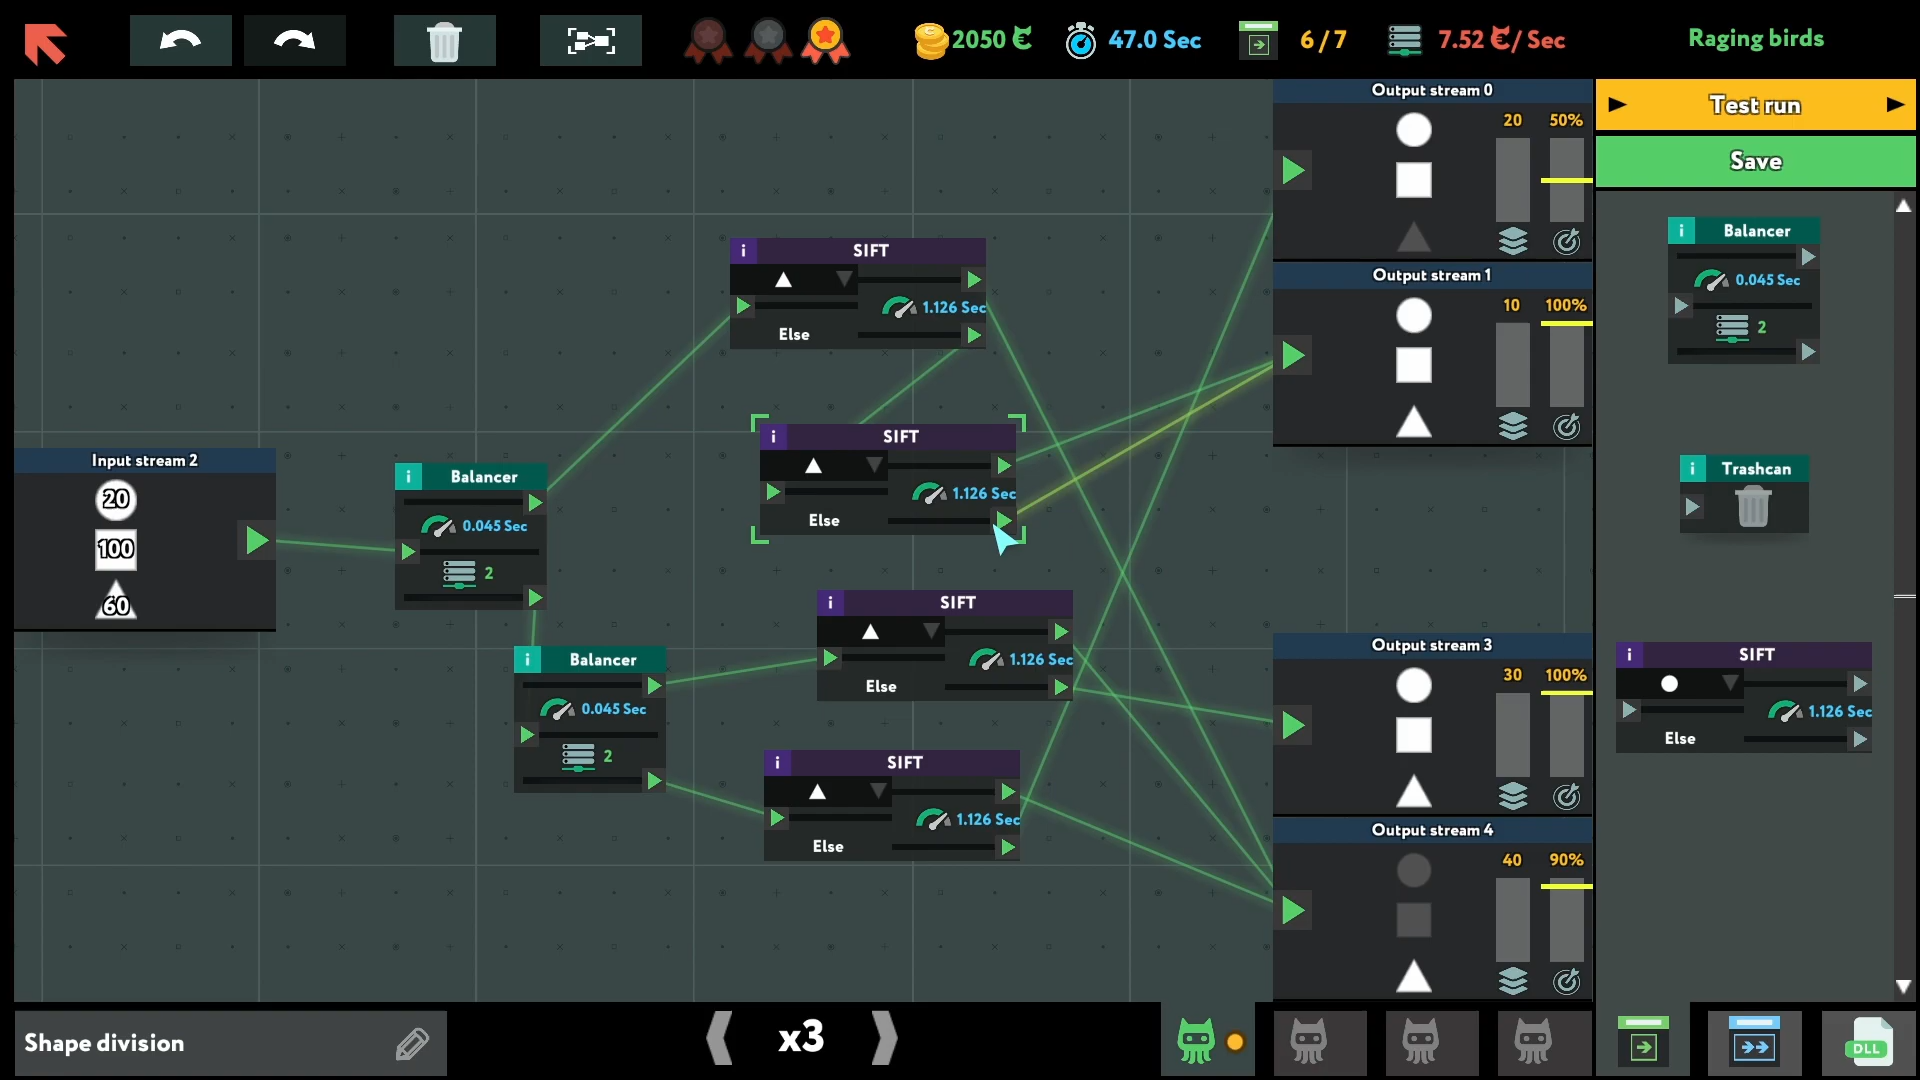 2050
47.0 Sec
6 / 7
7.52 / Sec
Raging birds
Test run
Save
Output stream 0
20 50%
Output stream 1
10 100%
Output stream 3
30 100%
Output stream 4
40 90%
Input stream 2
20
100
60
i Balancer
0.045 Sec
2
i Balancer
0.045 Sec
2
i SIFT
1.126 Sec
Else
i SIFT
1.126 Sec
Else
i SIFT
1.126 Sec
Else
i SIFT
1.126 Sec
Else
i Balancer
0.045 Sec
2
i Trashcan
i SIFT
1.126 Sec
Else
Shape division
x3
DLL